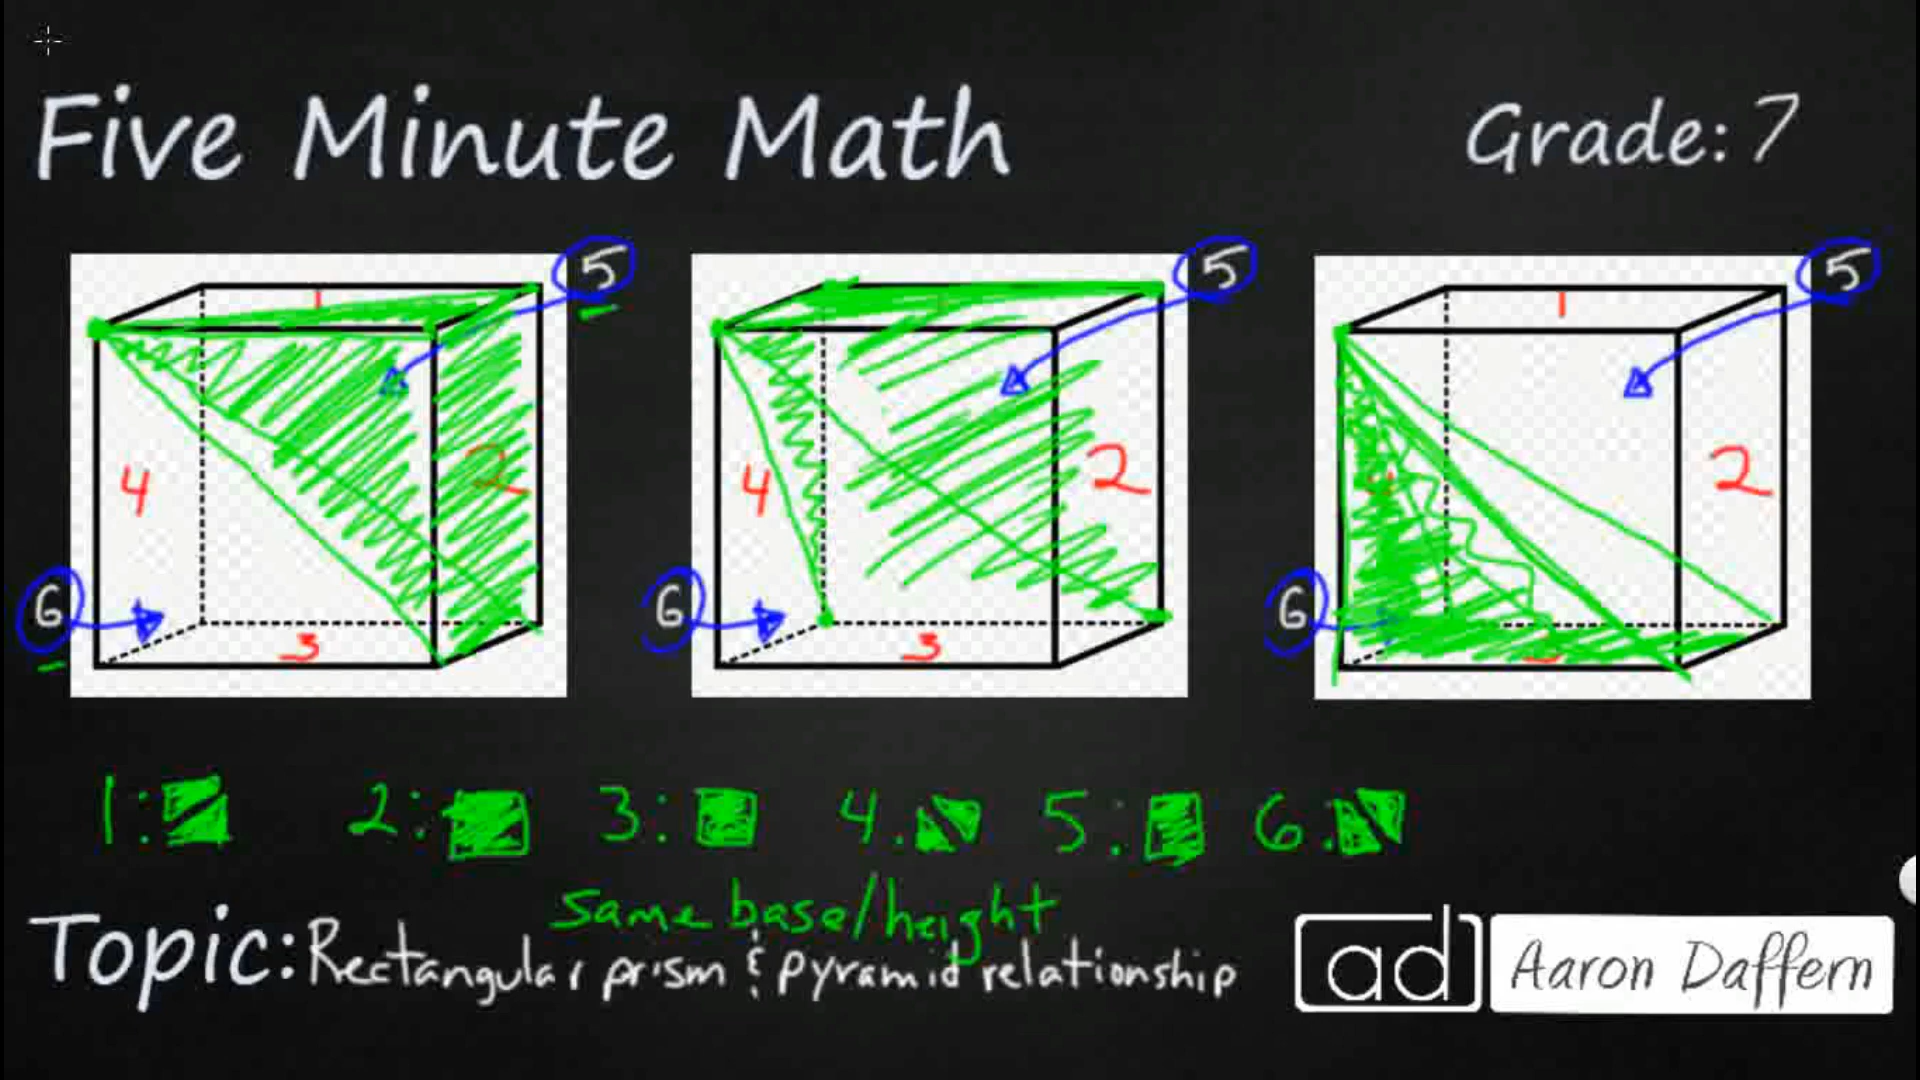 Five Minute Math
Grade: 7
5 5 5
1 1
4 2 4 2 2
6 6 6
3 3
1: 2: 3: 4. 5: 6.
Same base/height
Topic: Rectangular prism & pyramid relationship
ad Aaron Daffern